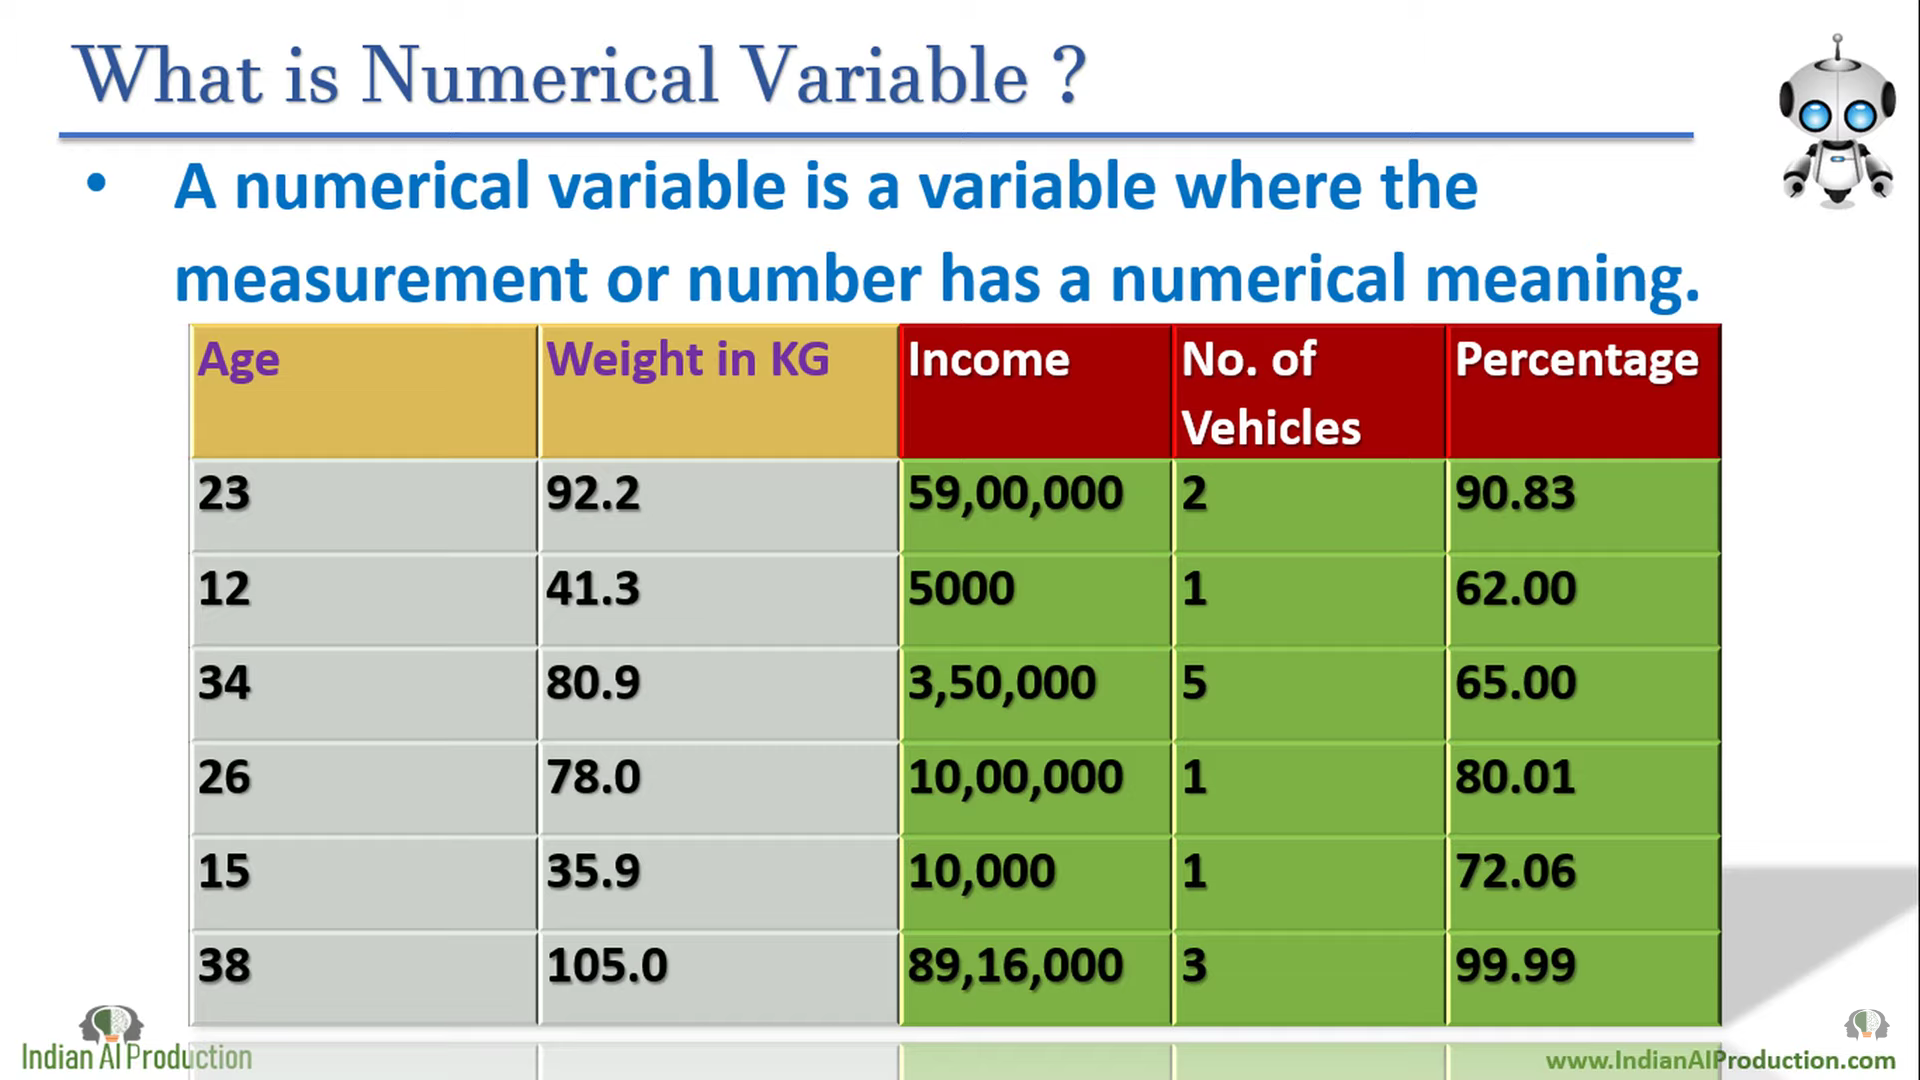 What is Numerical Variable ?
• A numerical variable is a variable where the
measurement or number has a numerical meaning.
Age Weight in KG Income No. of Vehicles Percentage
23 92.2 59,00,000 2 90.83
12 41.3 5000 1 62.00
34 80.9 3,50,000 5 65.00
26 78.0 10,00,000 1 80.01
15 35.9 10,000 1 72.06
38 105.0 89,16,000 3 99.99
Indian AI Production
www.IndianAIProduction.com